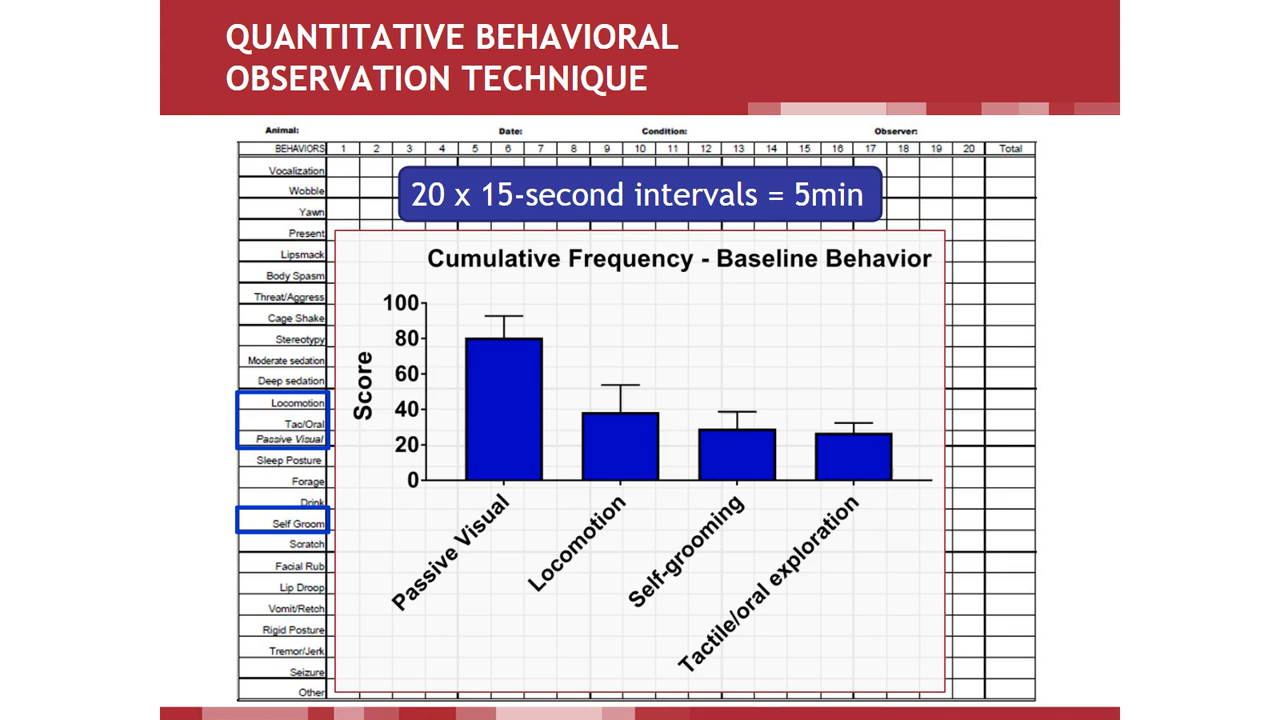 QUANTITATIVE BEHAVIORAL
OBSERVATION TECHNIQUE
Animal: Date: Condition: Observer:
BEHAVIORS 1 2 3 4 5 6 7 8 9 10 11 12 13 14 15 16 17 18 19 20 Total
Vocalization
Wobble
Yawn
Present
Lipsmack
Body Spasm
Threat/Aggress
Cage Shake
Stereotypy
Moderate sedation
Deep sedation
Locomotion
Tac/Oral
Passive Visual
Sleep Posture
Forage
Drink
Self Groom
Scratch
Facial Rub
Lip Droop
Vomit/Retch
Rigid Posture
Tremor/Jerk
Seizure
Other
20 x 15-second intervals = 5min
Cumulative Frequency - Baseline Behavior
Score
100
80
60
40
20
0
Passive Visual
Locomotion
Self-grooming
Tactile/oral exploration